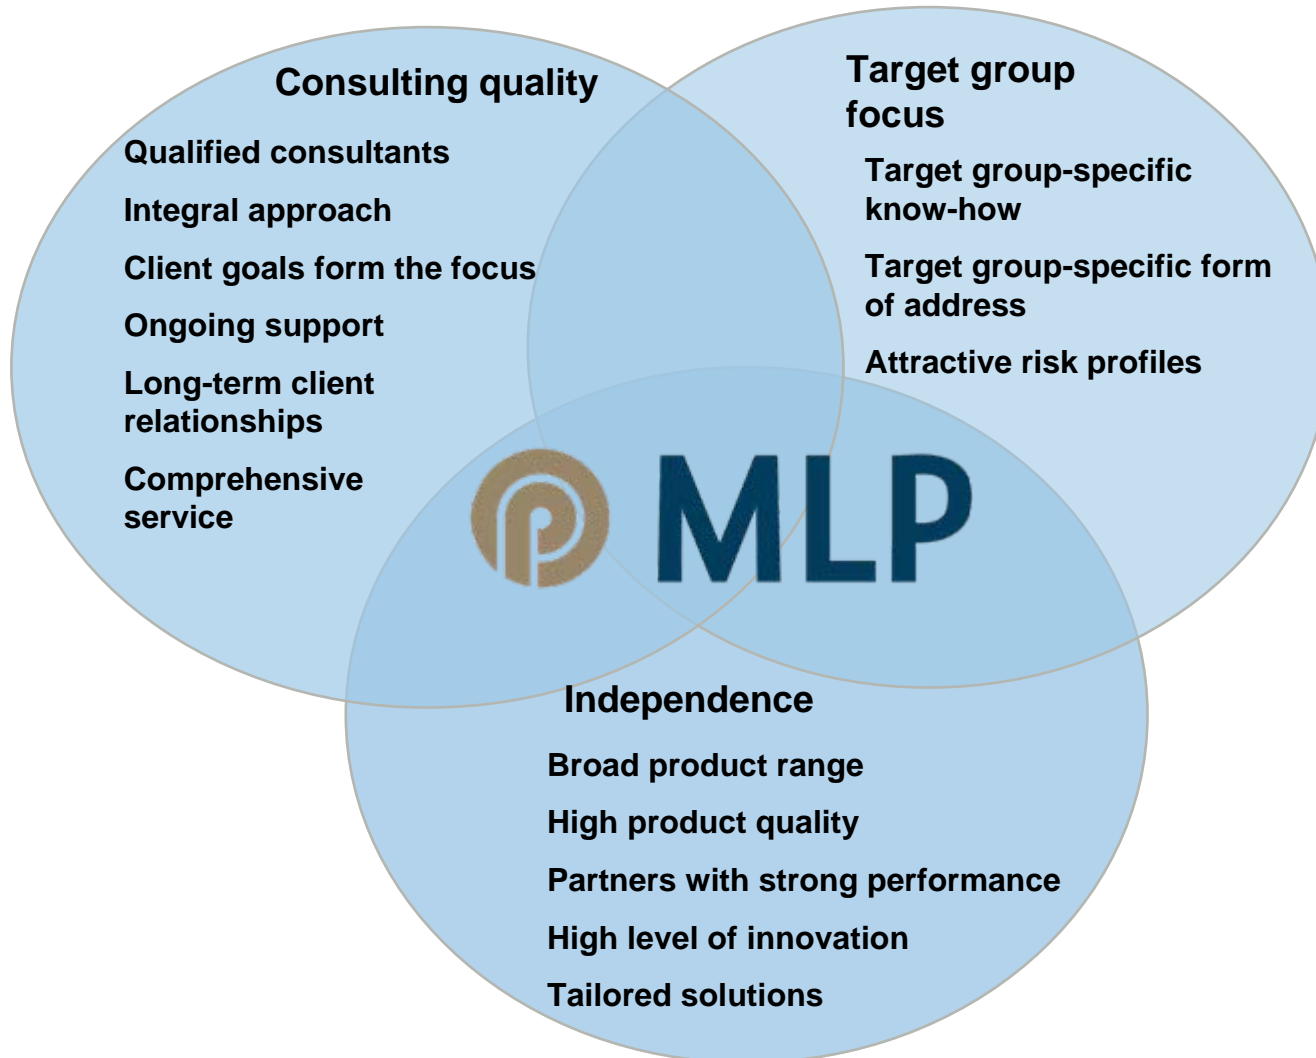 Consulting quality
Qualified consultants
Integral approach
Client goals form the focus
Ongoing support
Long-term client
relationships
Comprehensive
service
Target group
focus
Target group-specific
know-how
Target group-specific form
of address
Attractive risk profiles
MLP
Independence
Broad product range
High product quality
Partners with strong performance
High level of innovation
Tailored solutions